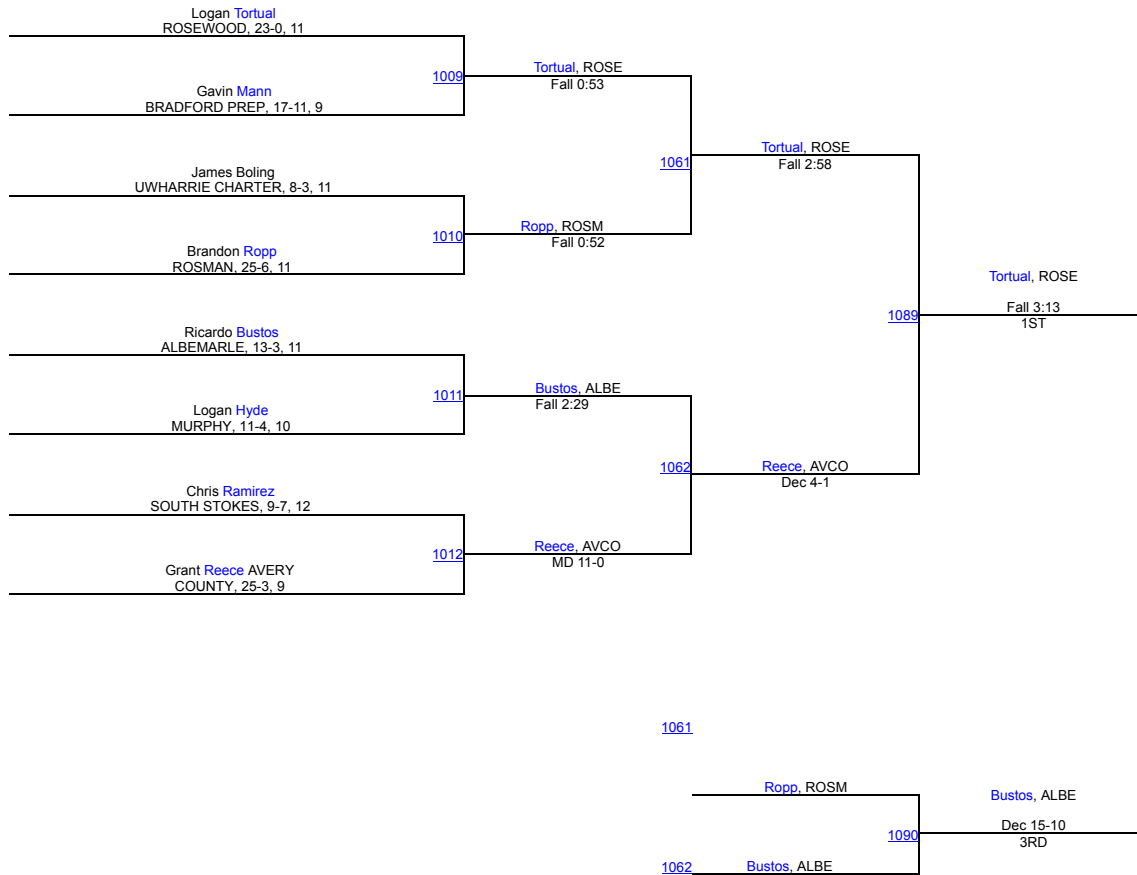 Logan Tortual
ROSEWOOD, 23-0, 11
1009
Gavin Mann
BRADFORD PREP, 17-11, 9
Tortual, ROSE
Fall 0:53
James Boling
UWHARRIE CHARTER, 8-3, 11
1010
Brandon Ropp
ROSMAN, 25-6, 11
Ropp, ROSM
Fall 0:52
1061
Tortual, ROSE
Fall 2:58
Ricardo Bustos
ALBEMARLE, 13-3, 11
1011
Logan Hyde
MURPHY, 11-4, 10
Bustos, ALBE
Fall 2:29
Chris Ramirez
SOUTH STOKES, 9-7, 12
1012
Grant Reece AVERY
COUNTY, 25-3, 9
Reece, AVCO
MD 11-0
1062
Reece, AVCO
Dec 4-1
1089
Tortual, ROSE
Fall 3:13
1ST
1061
Ropp, ROSM
1062
Bustos, ALBE
1090
Bustos, ALBE
Dec 15-10
3RD